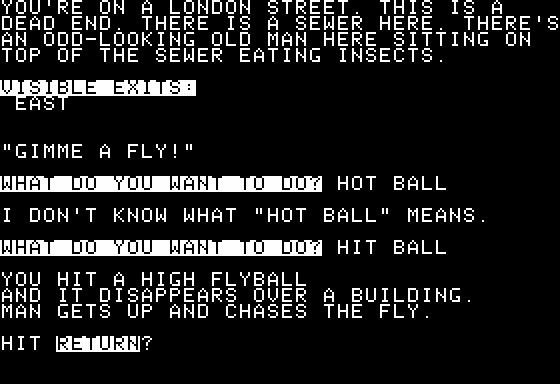 YOU'RE ON A LONDON STREET. THIS IS A
DEAD END. THERE IS A SEWER HERE. THERE'S
AN ODD-LOOKING OLD MAN HERE SITTING ON
TOP OF THE SEWER EATING INSECTS.
VISIBLE EXITS:
EAST
"GIMME A FLY!"
WHAT DO YOU WANT TO DO? HOT BALL
I DON'T KNOW WHAT "HOT BALL" MEANS.
WHAT DO YOU WANT TO DO? HIT BALL
YOU HIT A HIGH FLYBALL
AND IT DISAPPEARS OVER A BUILDING.
MAN GETS UP AND CHASES THE FLY.
HIT RETURN?